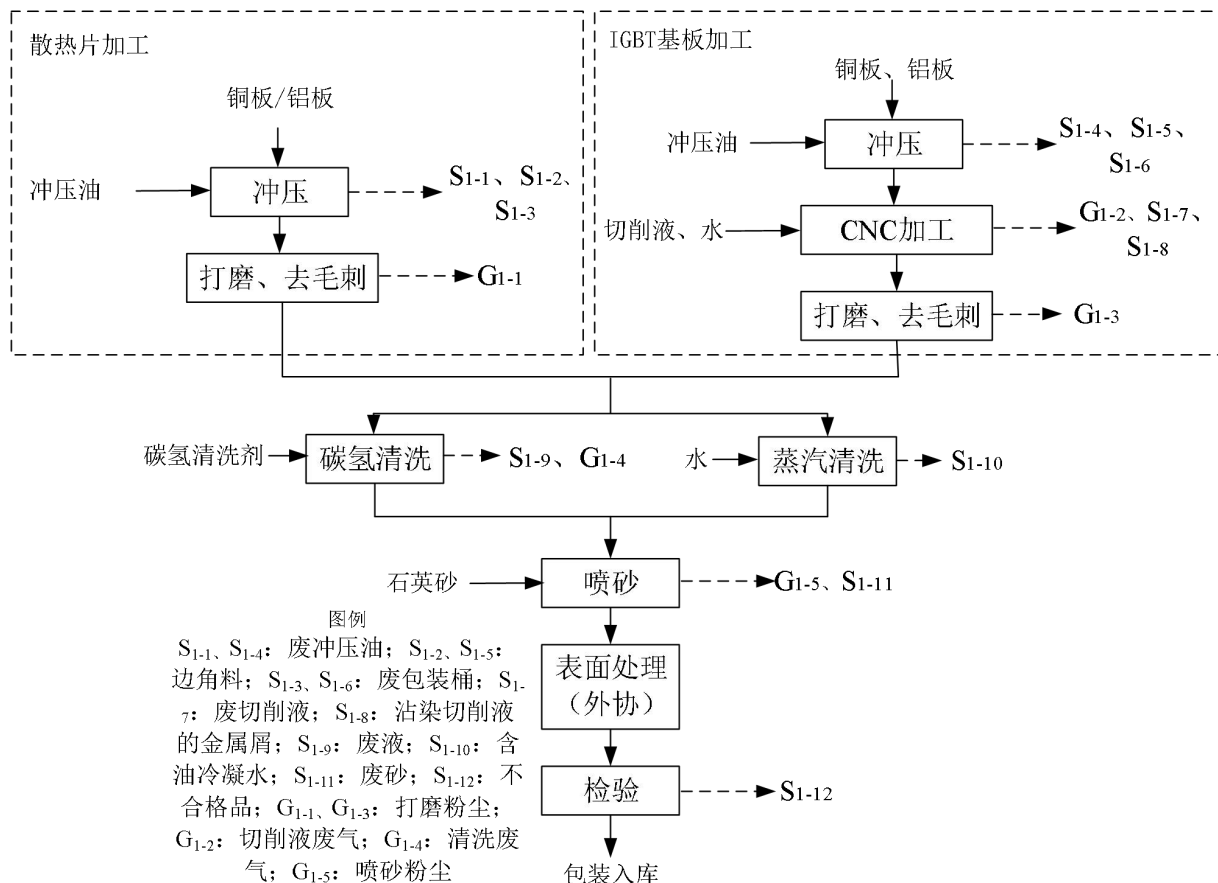 散热片加工
铜板/铝板
冲压油
冲压
S1-1、S1-2、
S1-3
打磨、去毛刺
G1-1
IGBT基板加工
铜板、铝板
冲压油
冲压
S1-4、S1-5、
S1-6
切削液、水
CNC加工
G1-2、S1-7、
S1-8
打磨、去毛刺
G1-3
碳氢清洗剂
碳氢清洗
S1-9、G1-4
水
蒸汽清洗
S1-10
石英砂
喷砂
G1-5、S1-11
表面处理
（外协）
检验
S1-12
包装入库
图例
S1-1、S1-4：废冲压油；S1-2、S1-5：
边角料；S1-3、S1-6：废包装桶；S1-
7：废切削液；S1-8：沾染切削液
的金属屑；S1-9：废液；S1-10：含
油冷凝水；S1-11：废砂；S1-12：不
合格品；G1-1、G1-3：打磨粉尘；
G1-2：切削液废气；G1-4：清洗废
气；G1-5：喷砂粉尘